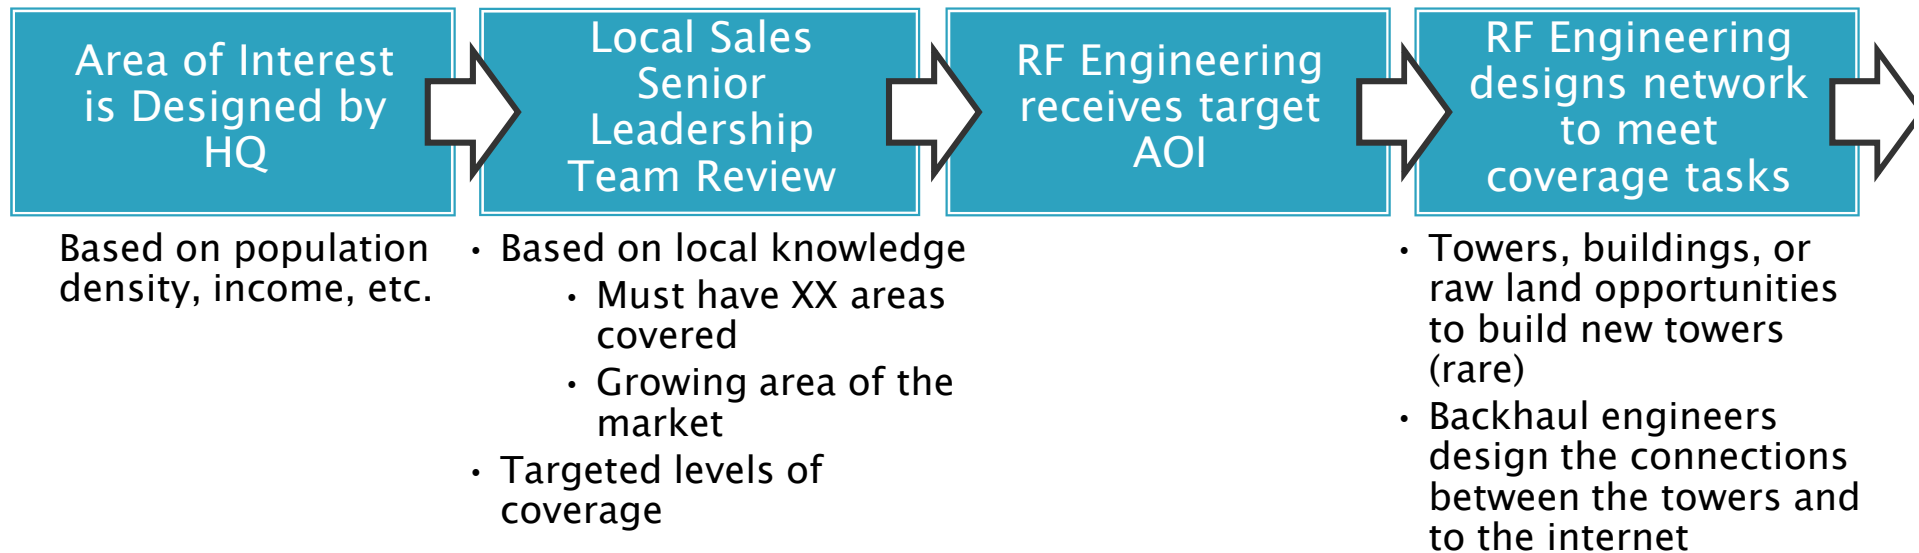 Area of Interest
is Designed by
HQ
Based on population
density, income, etc.
Local Sales
Senior
Leadership
Team Review
• Based on local knowledge
• Must have XX areas
covered
• Growing area of the
market
• Targeted levels of
coverage
RF Engineering
receives target
AOI
RF Engineering
designs network
to meet
coverage tasks
• Towers, buildings, or
raw land opportunities
to build new towers
(rare)
• Backhaul engineers
design the connections
between the towers and
to the internet